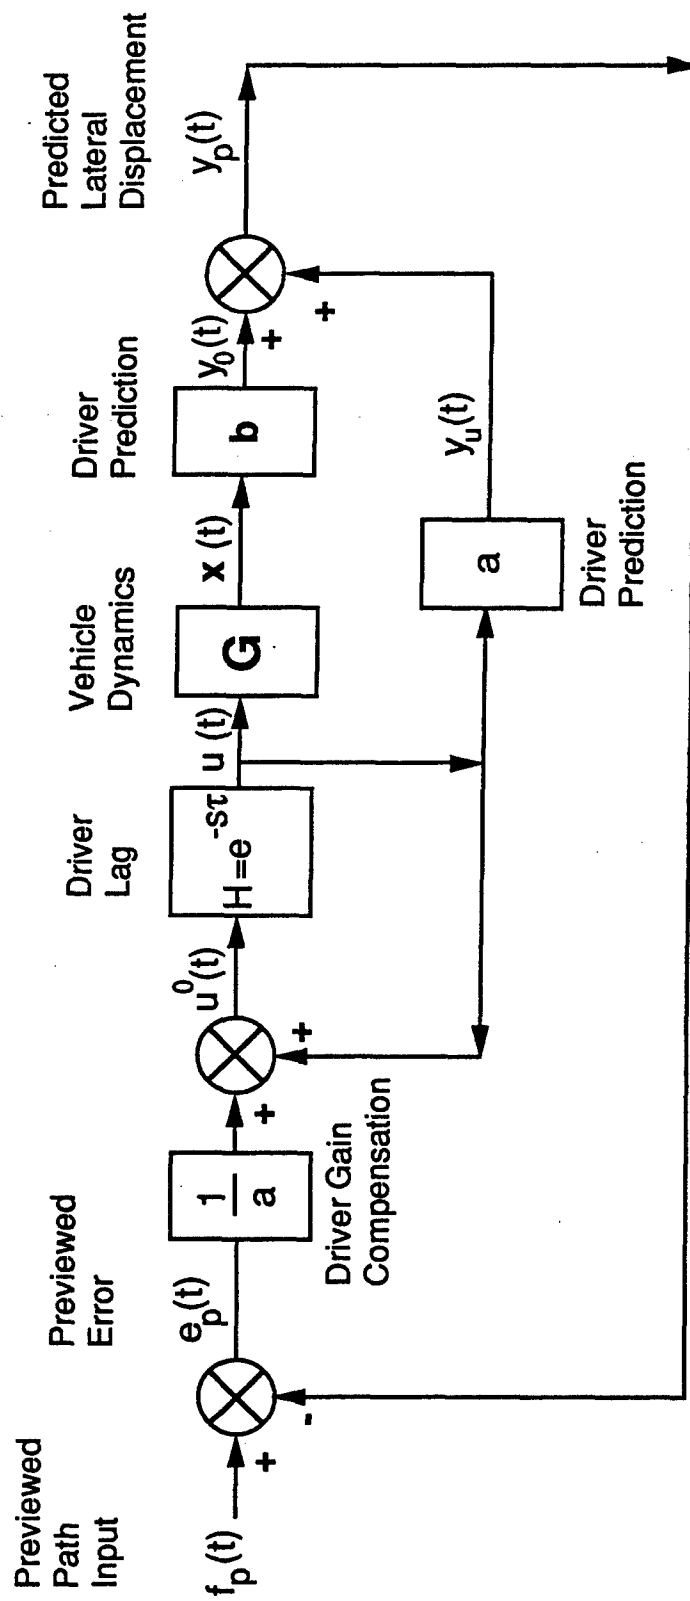 Previewed
Path
Input
f_p(t)
+
-
Previewed
Error
e_p(t)
1
a
Driver Gain
Compensation
+
+
u^0(t)
Driver
Lag
H=e^-sτ
u(t)
Vehicle
Dynamics
G
x(t)
Driver
Prediction
b
y_0(t)
+
+
a
Driver
Prediction
y_u(t)
Predicted
Lateral
Displacement
y_p(t)